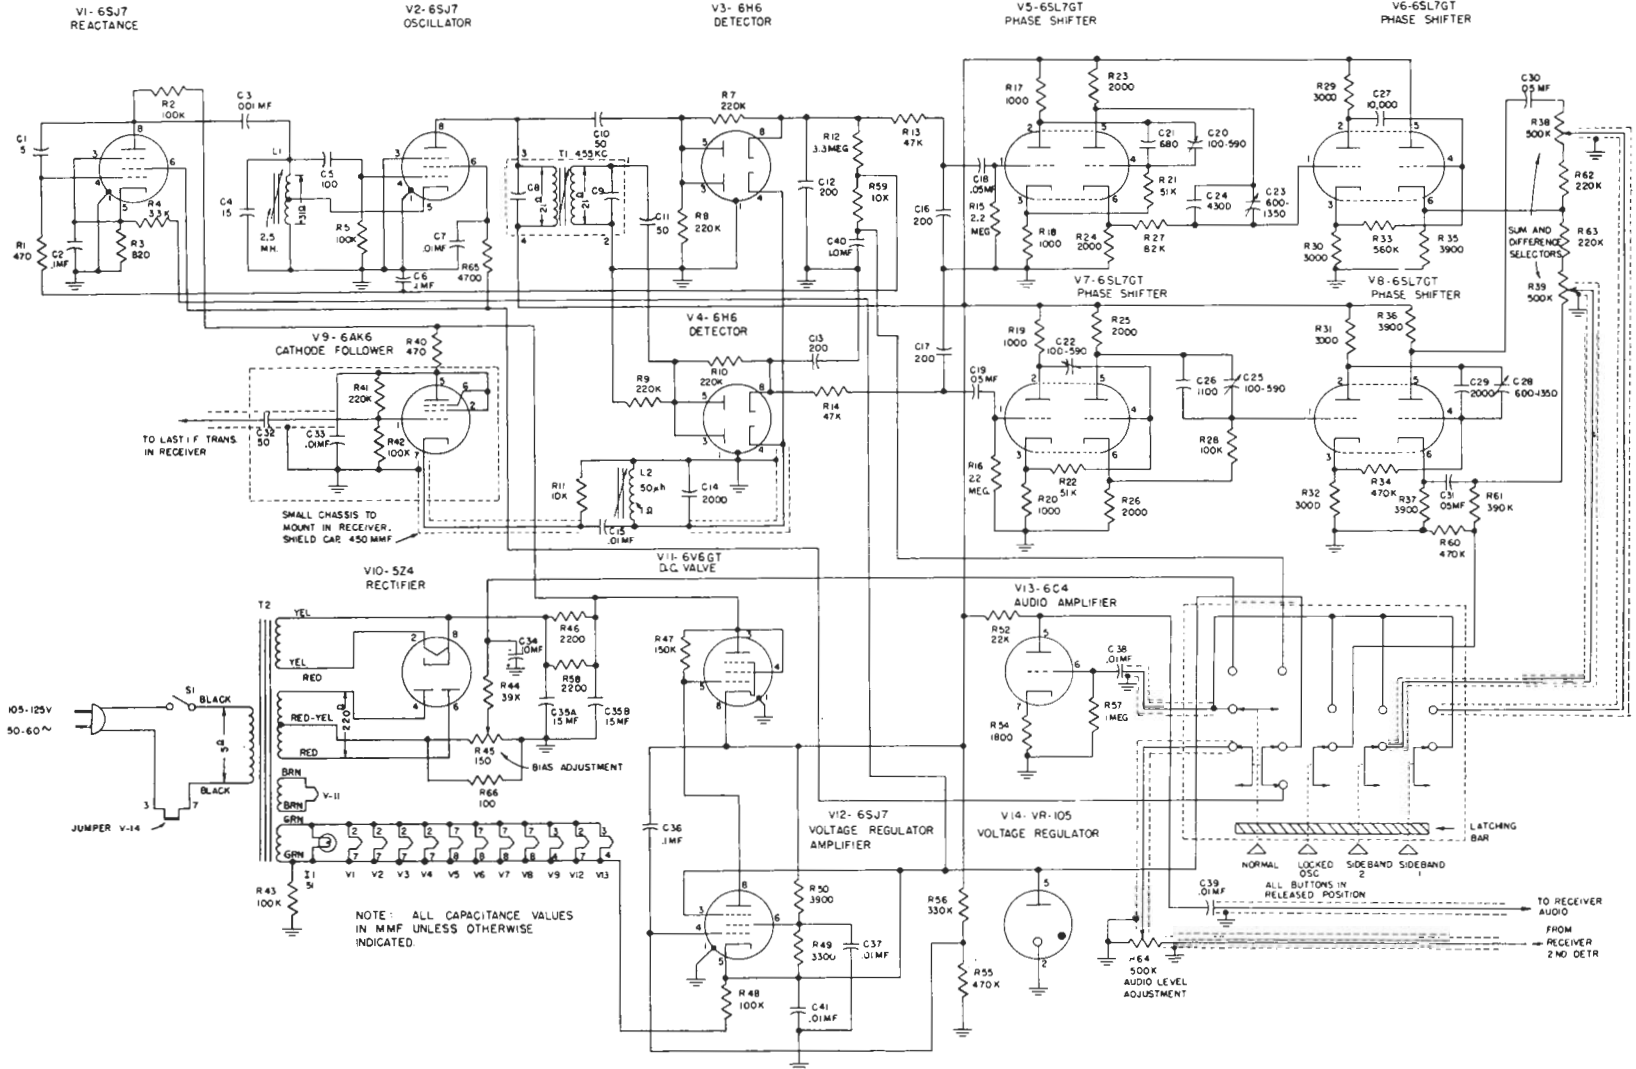 V1-6SJ7
REACTANCE
V2-6SJ7
OSCILLATOR
V3-6H6
DETECTOR
V5-6SL7GT
PHASE SHIFTER
V6-6SL7GT
PHASE SHIFTER
C1
5
R2
100K
C3
.001MF
R4
33K
R1
470
C2
.1MF
R3
820
C4
15
L1
31Ω
2.5
MH.
C5
100
R5
100K
C6
.1MF
C7
.01MF
R65
4700
C10
50
T1 455KC
C8
C9
C11
50
R7
220K
R8
220K
C12
200
R12
3.3MEG
R59
10K
C40
1.0MF
R13
47K
C16
200
C17
200
C18
.05MF
R15
2.2
MEG
R17
1000
R23
2000
C21
680
C20
100-590
R21
51K
R18
1000
R24
2000
R27
82K
C24
4300
C23
600-
1350
R29
3000
C27
10,000
R30
3000
R33
560K
R35
3900
C30
.05MF
R38
500K
R62
220K
R63
220K
SUM AND
DIFFERENCE
SELECTORS
R39
500K
V7-6SL7GT
PHASE SHIFTER
V8-6SL7GT
PHASE SHIFTER
V9-6AK6
CATHODE FOLLOWER
R40
470
R41
220K
R42
100K
C32
50
C33
.01MF
TO LAST I.F. TRANS.
IN RECEIVER
SMALL CHASSIS TO
MOUNT IN RECEIVER.
SHIELD CAP. 450MMF
V4-6H6
DETECTOR
R9
220K
R10
220K
C13
200
R14
47K
R11
10K
L2
50μh
1Ω
C14
2000
C15
.01MF
C19
.05MF
R16
2.2
MEG.
R19
1000
R25
2000
C22
100-590
R22
51K
R20
1000
R26
2000
C26
1100
C25
100-590
R28
100K
R31
3000
R36
3900
C29
2000
C28
600-1350
R32
3000
R34
470K
R37
3900
C31
.05MF
R61
390K
R60
470K
V10-5Z4
RECTIFIER
V11-6V6GT
D.C. VALVE
V13-6C4
AUDIO AMPLIFIER
T2
YEL
YEL
RED
RED-YEL
220Ω
RED
BRN
BRN
V-11
GRN
GRN
S1
BLACK
BLACK
5Ω
105-125V
50-60~
JUMPER V-14
3
7
I1
51
R43
100K
V1
V2
V3
V4
V5
V6
V7
V8
V9
V12
V13
NOTE: ALL CAPACITANCE VALUES
IN MMF UNLESS OTHERWISE
INDICATED.
R46
2200
R58
2200
C34
10MF
R44
39K
C35A
15MF
C35B
15MF
R45
150
BIAS ADJUSTMENT
R66
100
R47
150K
C36
.1MF
V12-6SJ7
VOLTAGE REGULATOR
AMPLIFIER
V14-VR-105
VOLTAGE REGULATOR
R50
3900
R49
3300
C37
.01MF
C41
.01MF
R48
100K
R56
330K
R55
470K
R52
22K
C38
.01MF
R57
1MEG
R54
1800
LATCHING
BAR
NORMAL
LOCKED
OSC
SIDEBAND
2
SIDEBAND
1
ALL BUTTONS IN
RELEASED POSITION
C39
.01MF
TO RECEIVER
AUDIO
FROM
RECEIVER
2ND DETR
R64
500K
AUDIO LEVEL
ADJUSTMENT